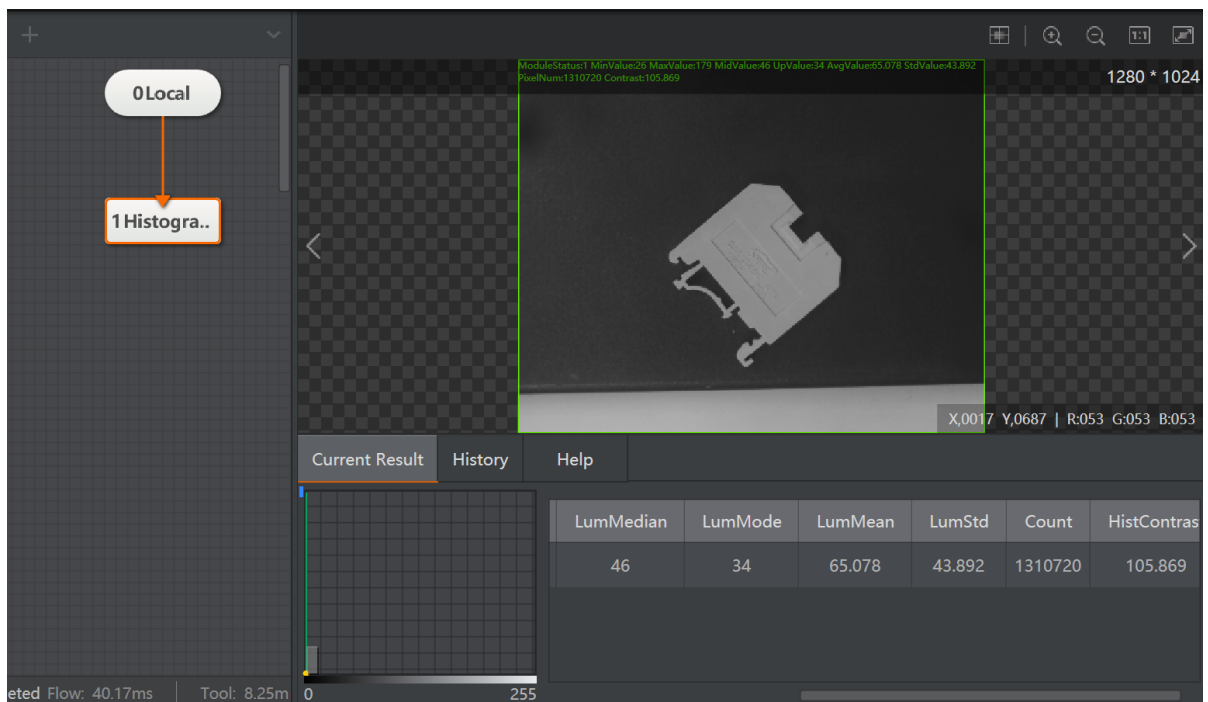 0Local
1Histogra..
ModuleStatus:1 MinValue:26 MaxValue:179 MidValue:46 UpValue:34 AvgValue:65.078 StdValue:43.892
PixelNum:1310720 Contrast:105.869
1:1
1280 * 1024
X,0017 Y,0687 | R:053 G:053 B:053
Current Result History Help
LumMedian LumMode LumMean LumStd Count HistContras
46 34 65.078 43.892 1310720 105.869
0 255
eted Flow: 40.17ms Tool: 8.25m